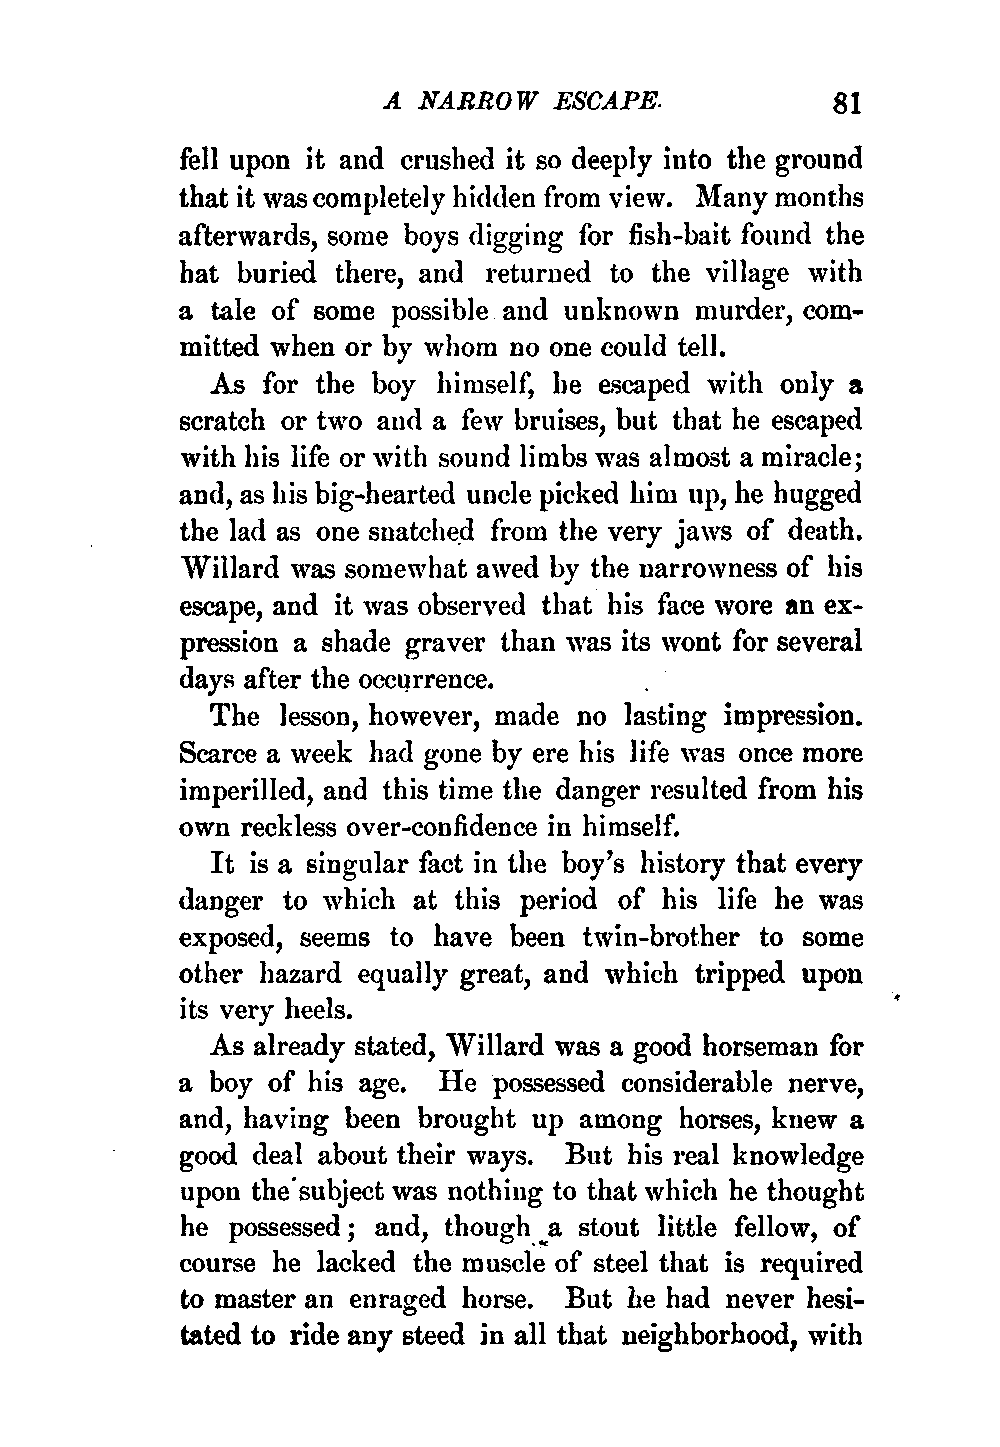 A NARROW ESCAPE. 81
fell upon it and crushed it so deeply into the ground
that it was completely hidden from view. Many months
afterwards, some boys digging for fish-bait found the
hat buried there, and returned to the village with
a tale of some possible and unknown murder, com-
mitted when or by whom no one could tell.
As for the boy himself, he escaped with only a
scratch or two and a few bruises, but that he escaped
with his life or with sound limbs was almost a miracle;
and, as his big-hearted uncle picked him up, he hugged
the lad as one snatched from the very jaws of death.
Willard was somewhat awed by the narrowness of his
escape, and it was observed that his face wore an ex-
pression a shade graver than was its wont for several
days after the occurrence.
The lesson, however, made no lasting impression.
Scarce a week had gone by ere his life was once more
imperilled, and this time the danger resulted from his
own reckless over-confidence in himself.
It is a singular fact in the boy's history that every
danger to which at this period of his life he was
exposed, seems to have been twin-brother to some
other hazard equally great, and which tripped upon
its very heels.
As already stated, Willard was a good horseman for
a boy of his age. He possessed considerable nerve,
and, having been brought up among horses, knew a
good deal about their ways. But his real knowledge
upon the subject was nothing to that which he thought
he possessed; and, though a stout little fellow, of
course he lacked the muscle of steel that is required
to master an enraged horse. But he had never hesi-
tated to ride any steed in all that neighborhood, with